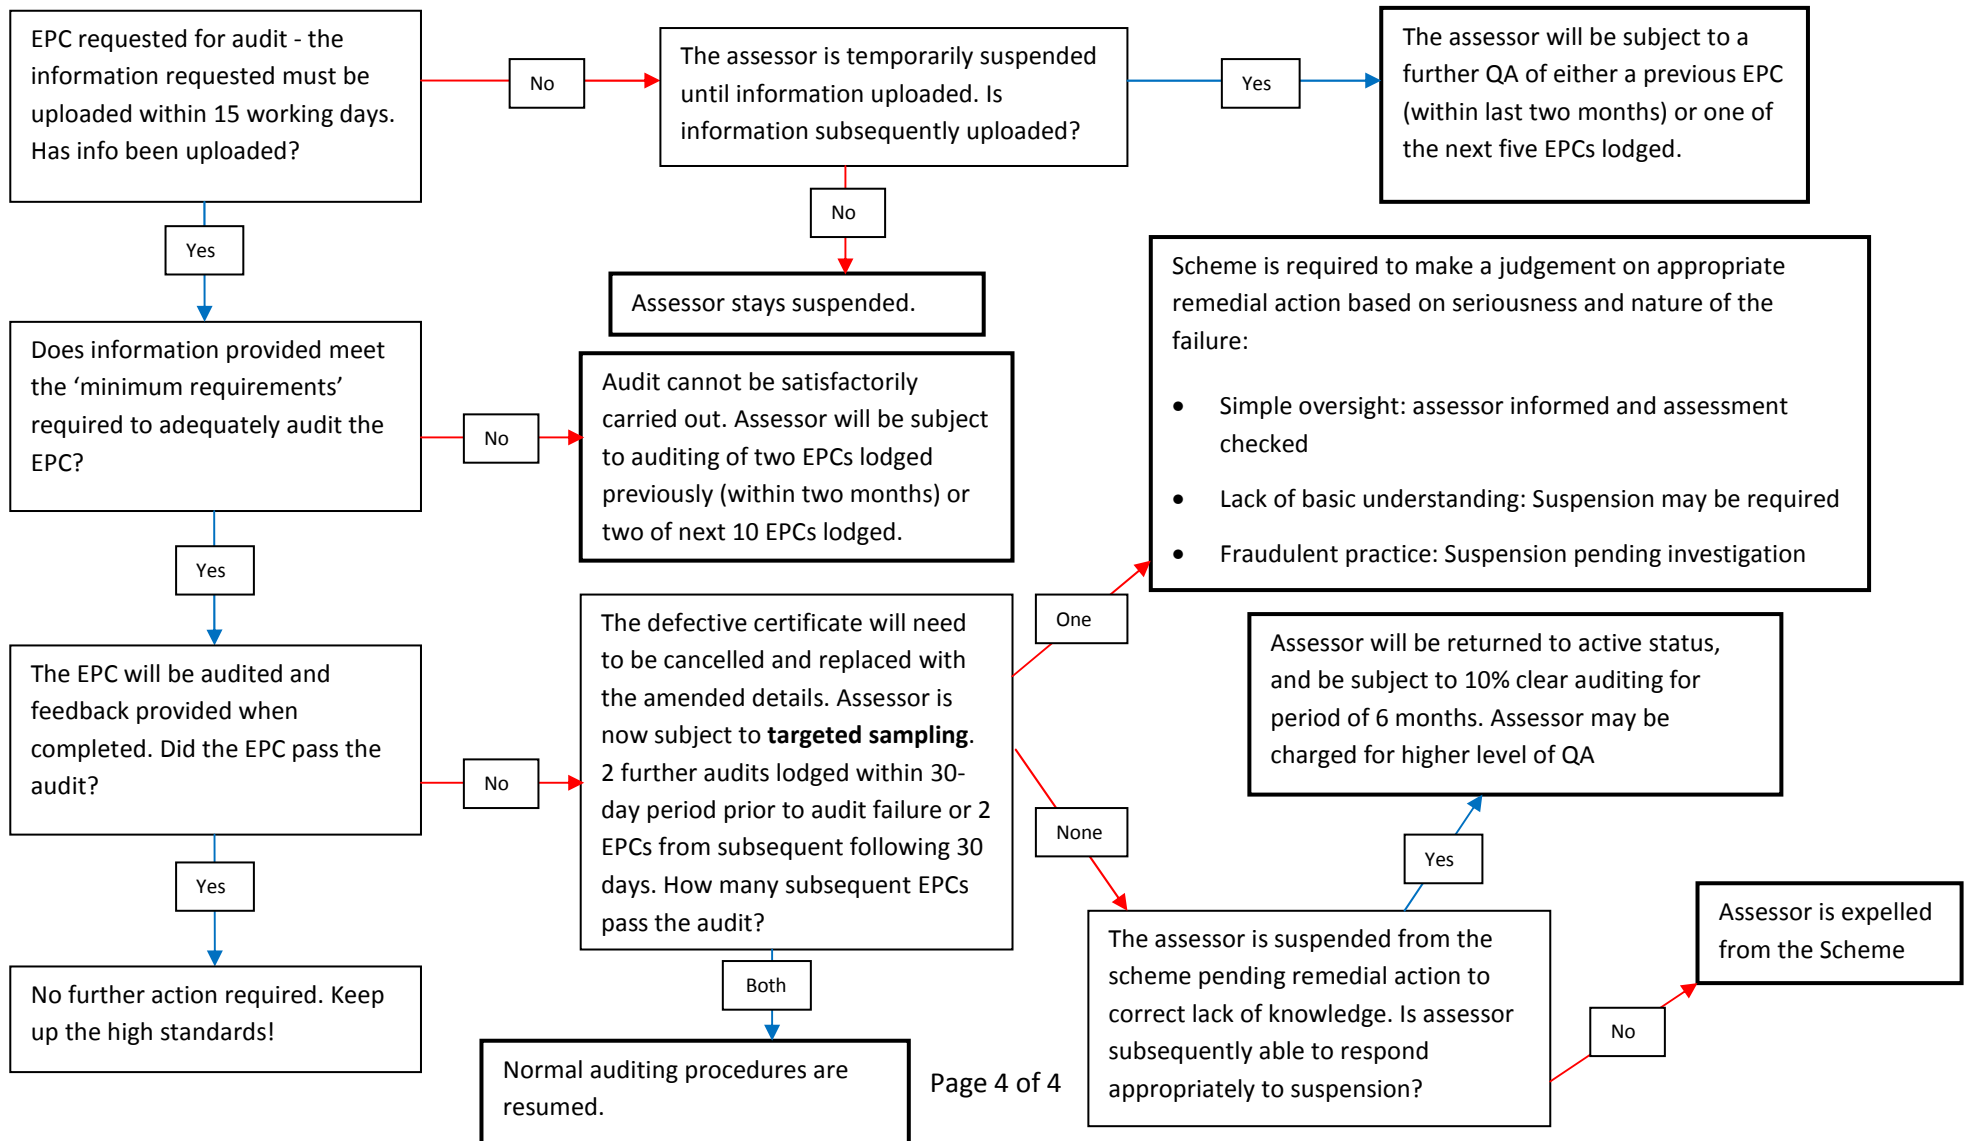 EPC requested for audit - the
information requested must be
uploaded within 15 working days.
Has info been uploaded?
No
The assessor is temporarily suspended
until information uploaded. Is
information subsequently uploaded?
Yes
The assessor will be subject to a
further QA of either a previous EPC
(within last two months) or one of
the next five EPCs lodged.
Yes
No
Assessor stays suspended.
Does information provided meet
the ‘minimum requirements’
required to adequately audit the
EPC?
No
Audit cannot be satisfactorily
carried out. Assessor will be subject
to auditing of two EPCs lodged
previously (within two months) or
two of next 10 EPCs lodged.
Scheme is required to make a judgement on appropriate
remedial action based on seriousness and nature of the
failure:
• Simple oversight: assessor informed and assessment
checked
• Lack of basic understanding: Suspension may be required
• Fraudulent practice: Suspension pending investigation
Yes
The EPC will be audited and
feedback provided when
completed. Did the EPC pass the
audit?
No
The defective certificate will need
to be cancelled and replaced with
the amended details. Assessor is
now subject to targeted sampling.
2 further audits lodged within 30-
day period prior to audit failure or 2
EPCs from subsequent following 30
days. How many subsequent EPCs
pass the audit?
One
None
Assessor will be returned to active status,
and be subject to 10% clear auditing for
period of 6 months. Assessor may be
charged for higher level of QA
Yes
Yes
No further action required. Keep
up the high standards!
Both
Normal auditing procedures are
resumed.
The assessor is suspended from the
scheme pending remedial action to
correct lack of knowledge. Is assessor
subsequently able to respond
appropriately to suspension?
No
Assessor is expelled
from the Scheme
Page 4 of 4